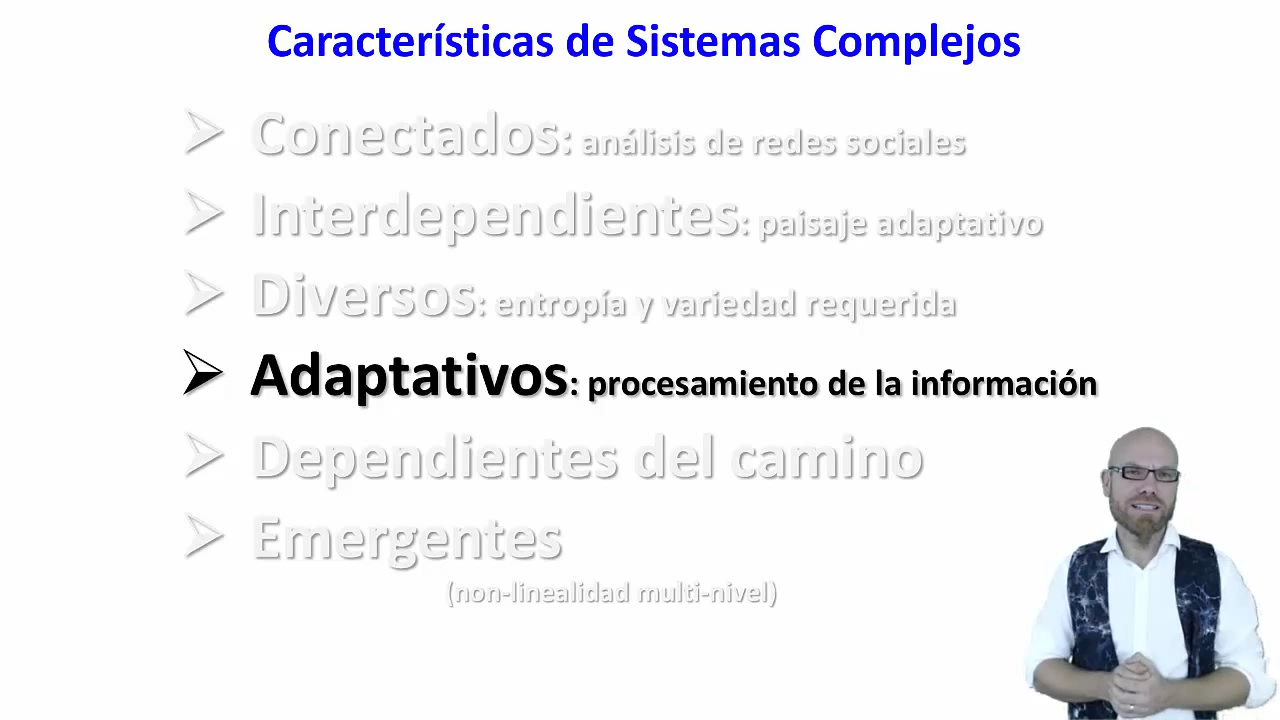 Características de Sistemas Complejos
Conectados: análisis de redes sociales
Interdependientes: paisaje adaptativo
Diversos: entropía y variedad requerida
Adaptativos: procesamiento de la información
Dependientes del camino
Emergentes
(non-linealidad multi-nivel)